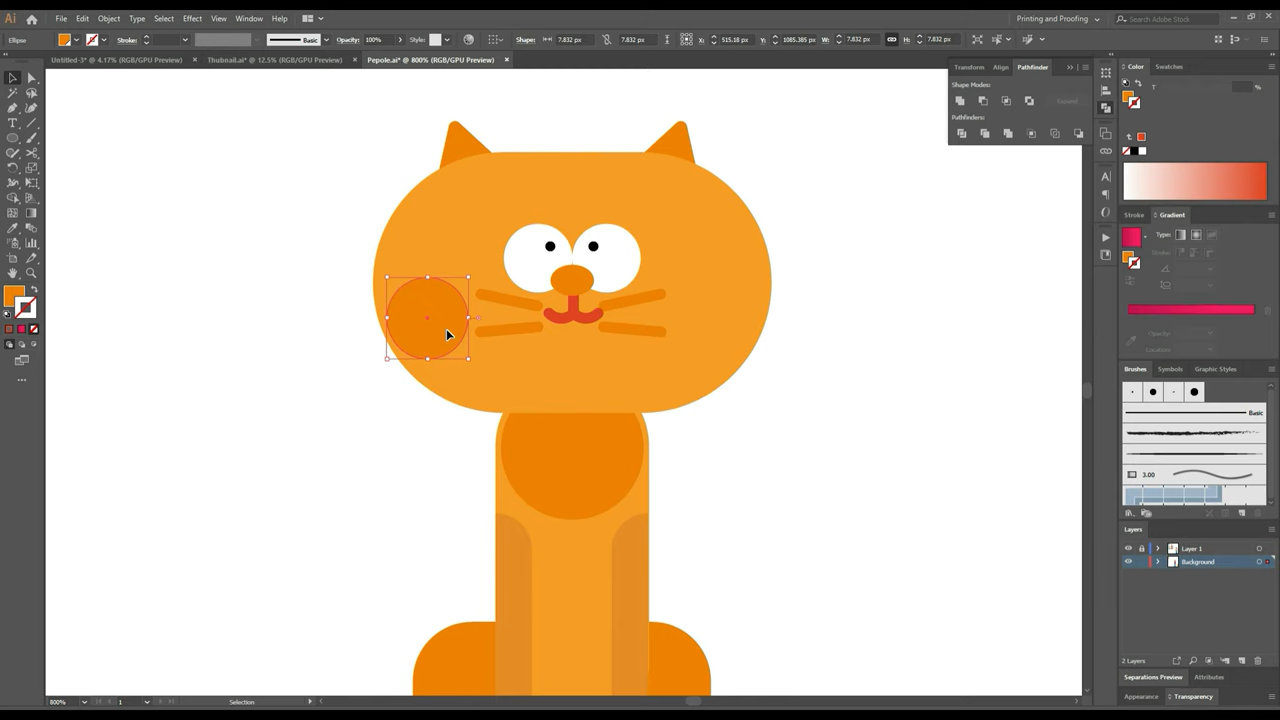 Ai File Edit Object Type Select Effect View Window Help Printing and Proofing Search Adobe Stock
Ellipse Stroke: Basic Opacity: 100% Style: Shape: 7.832 px 7.832 px X: 515.18 px Y: 1085.385 px W: 7.832 px H: 7.832 px
Untitled-3* @ 4.17% (RGB/GPU Preview) × Thubnail.ai* @ 12.5% (RGB/GPU Preview) × Pepole.ai* @ 800% (RGB/GPU Preview) ×
Transform Align Pathfinder
Color Swatches
Shape Modes:
T %
Expand
Pathfinders:
Stroke Gradient
Type:
Stroke:
Opacity:
Location:
Brushes Symbols Graphic Styles
Basic
3.00
Layers
Layer 1
Background
2 Layers
Separations Preview Attributes
Appearance Transparency
800% 1 Selection